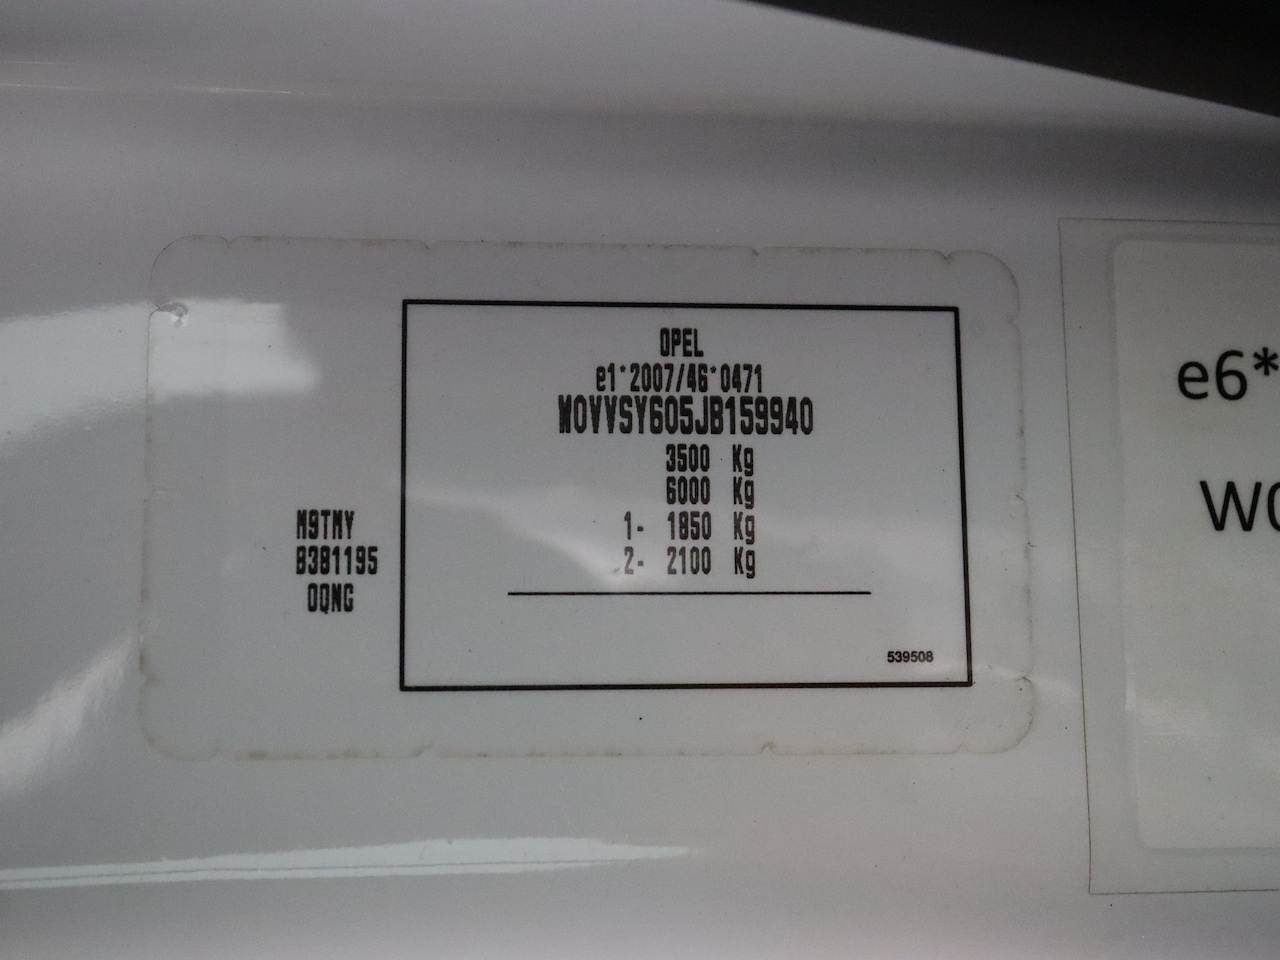 OPEL
e1*2007/46*0471
W0VVSY605JB159940
3500 Kg
6000 Kg
1- 1850 Kg
2- 2100 Kg
M9TMY
B381195
0QNG
539508
e6*
W0